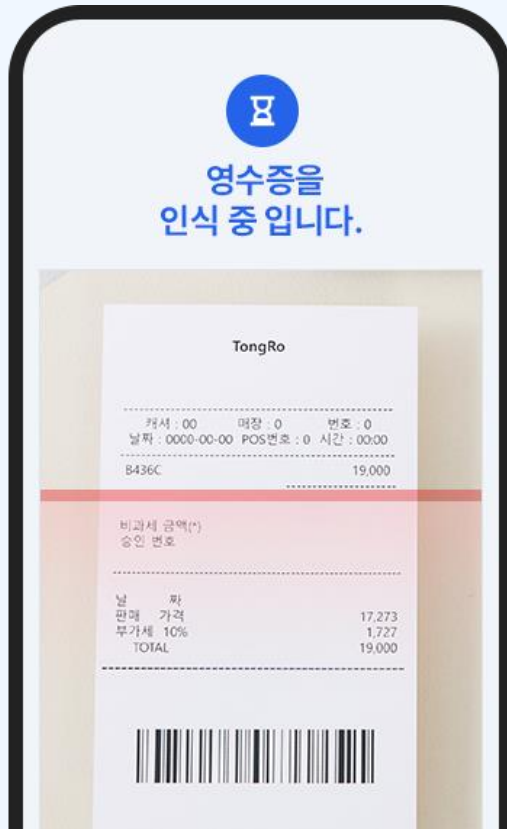 영수증을
인식 중 입니다.
TongRo
캐셔 : 00 매장 : 0 번호 : 0
날짜 : 0000-00-00 POS번호 : 0 시간 : 00:00
B436C 19,000
비과세 금액(*)
승인 번호
날 짜
판매 가격 17,273
부가세 10% 1,727
TOTAL 19,000